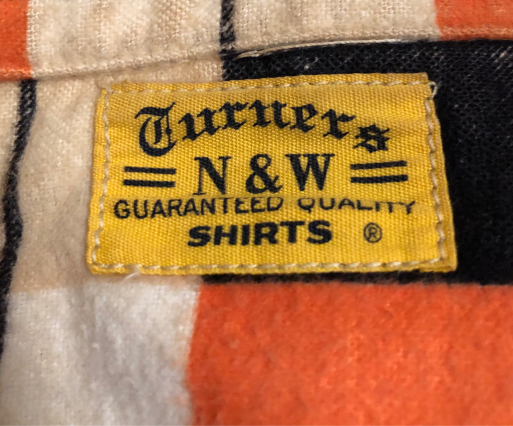 Turners
= N & W =
GUARANTEED QUALITY
SHIRTS ®